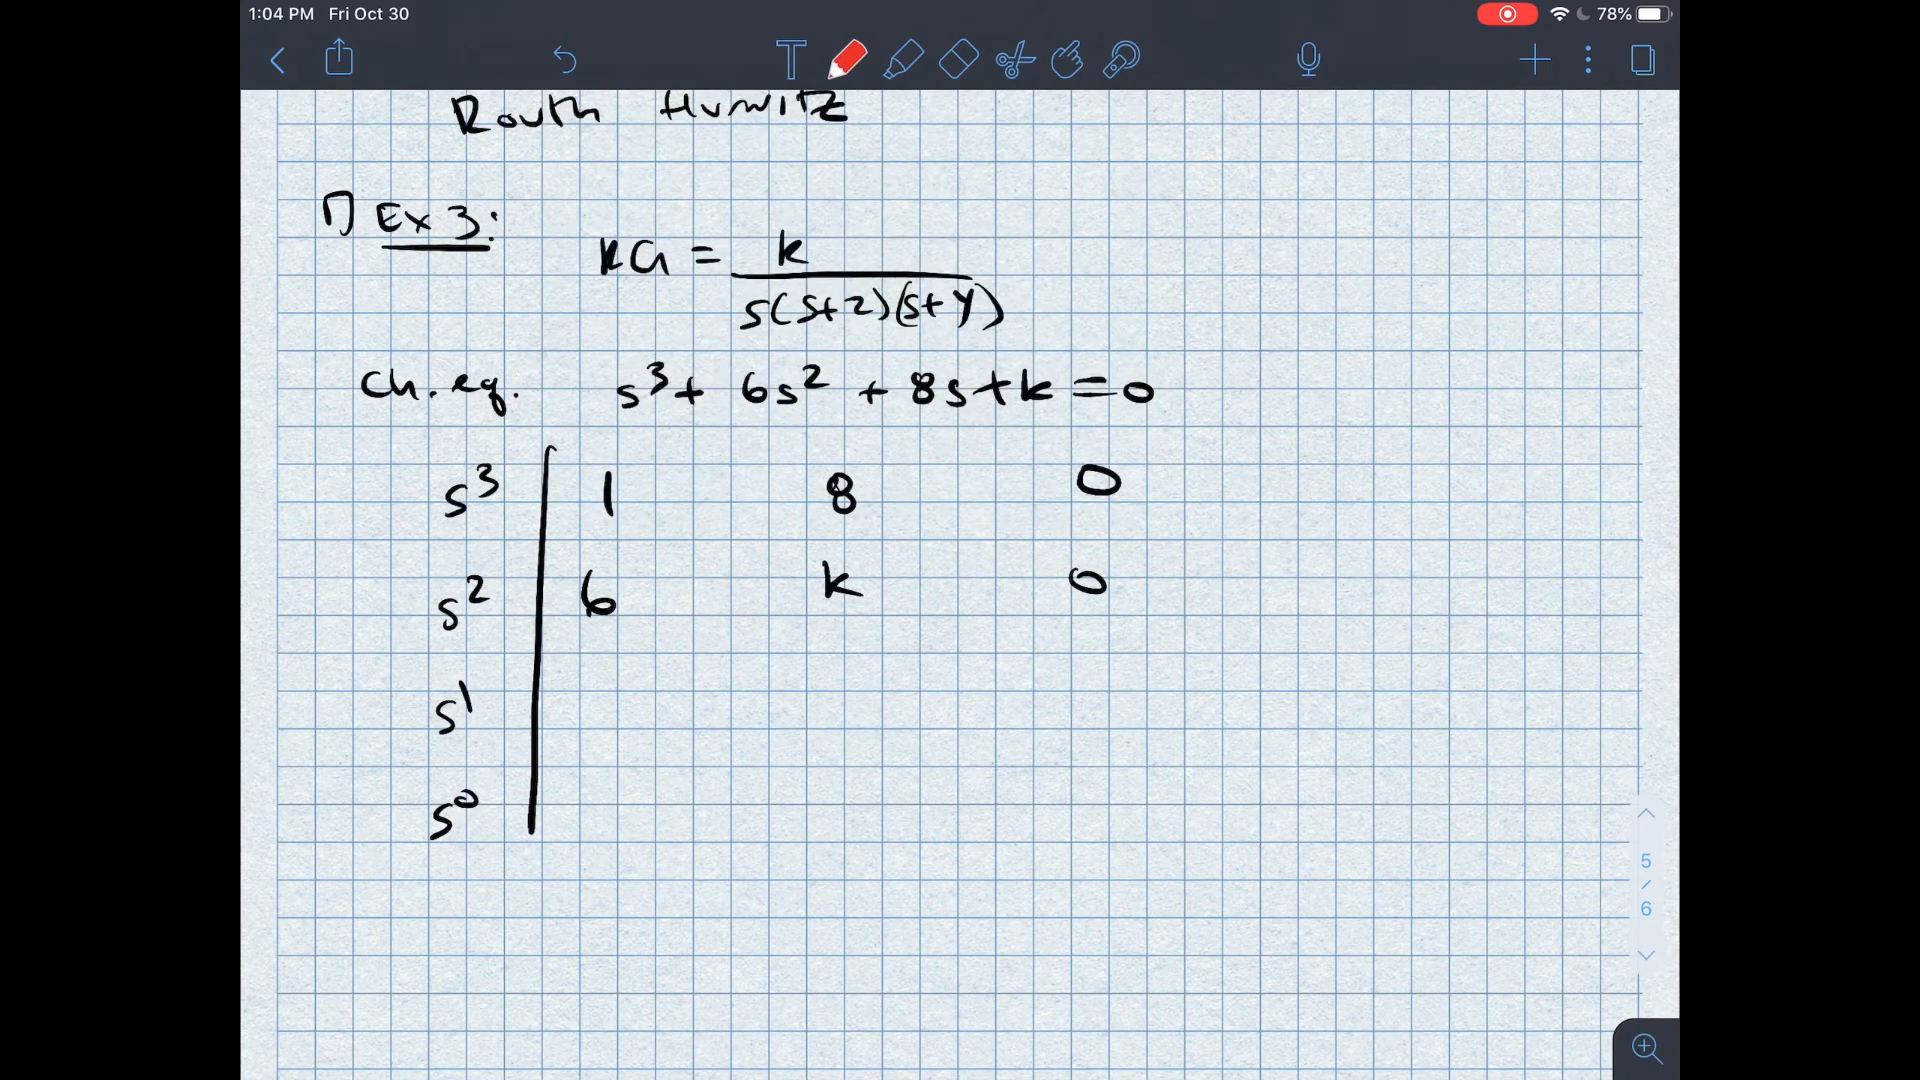 1:04 PM Fri Oct 30 78%
Routh Hurwitz
1) Ex 3:
KG = k / s(s+2)(s+4)
Ch. eq. s³ + 6s² + 8s + k = 0
s³ 1 8 0
s² 6 k 0
s¹
s⁰
5
/
6